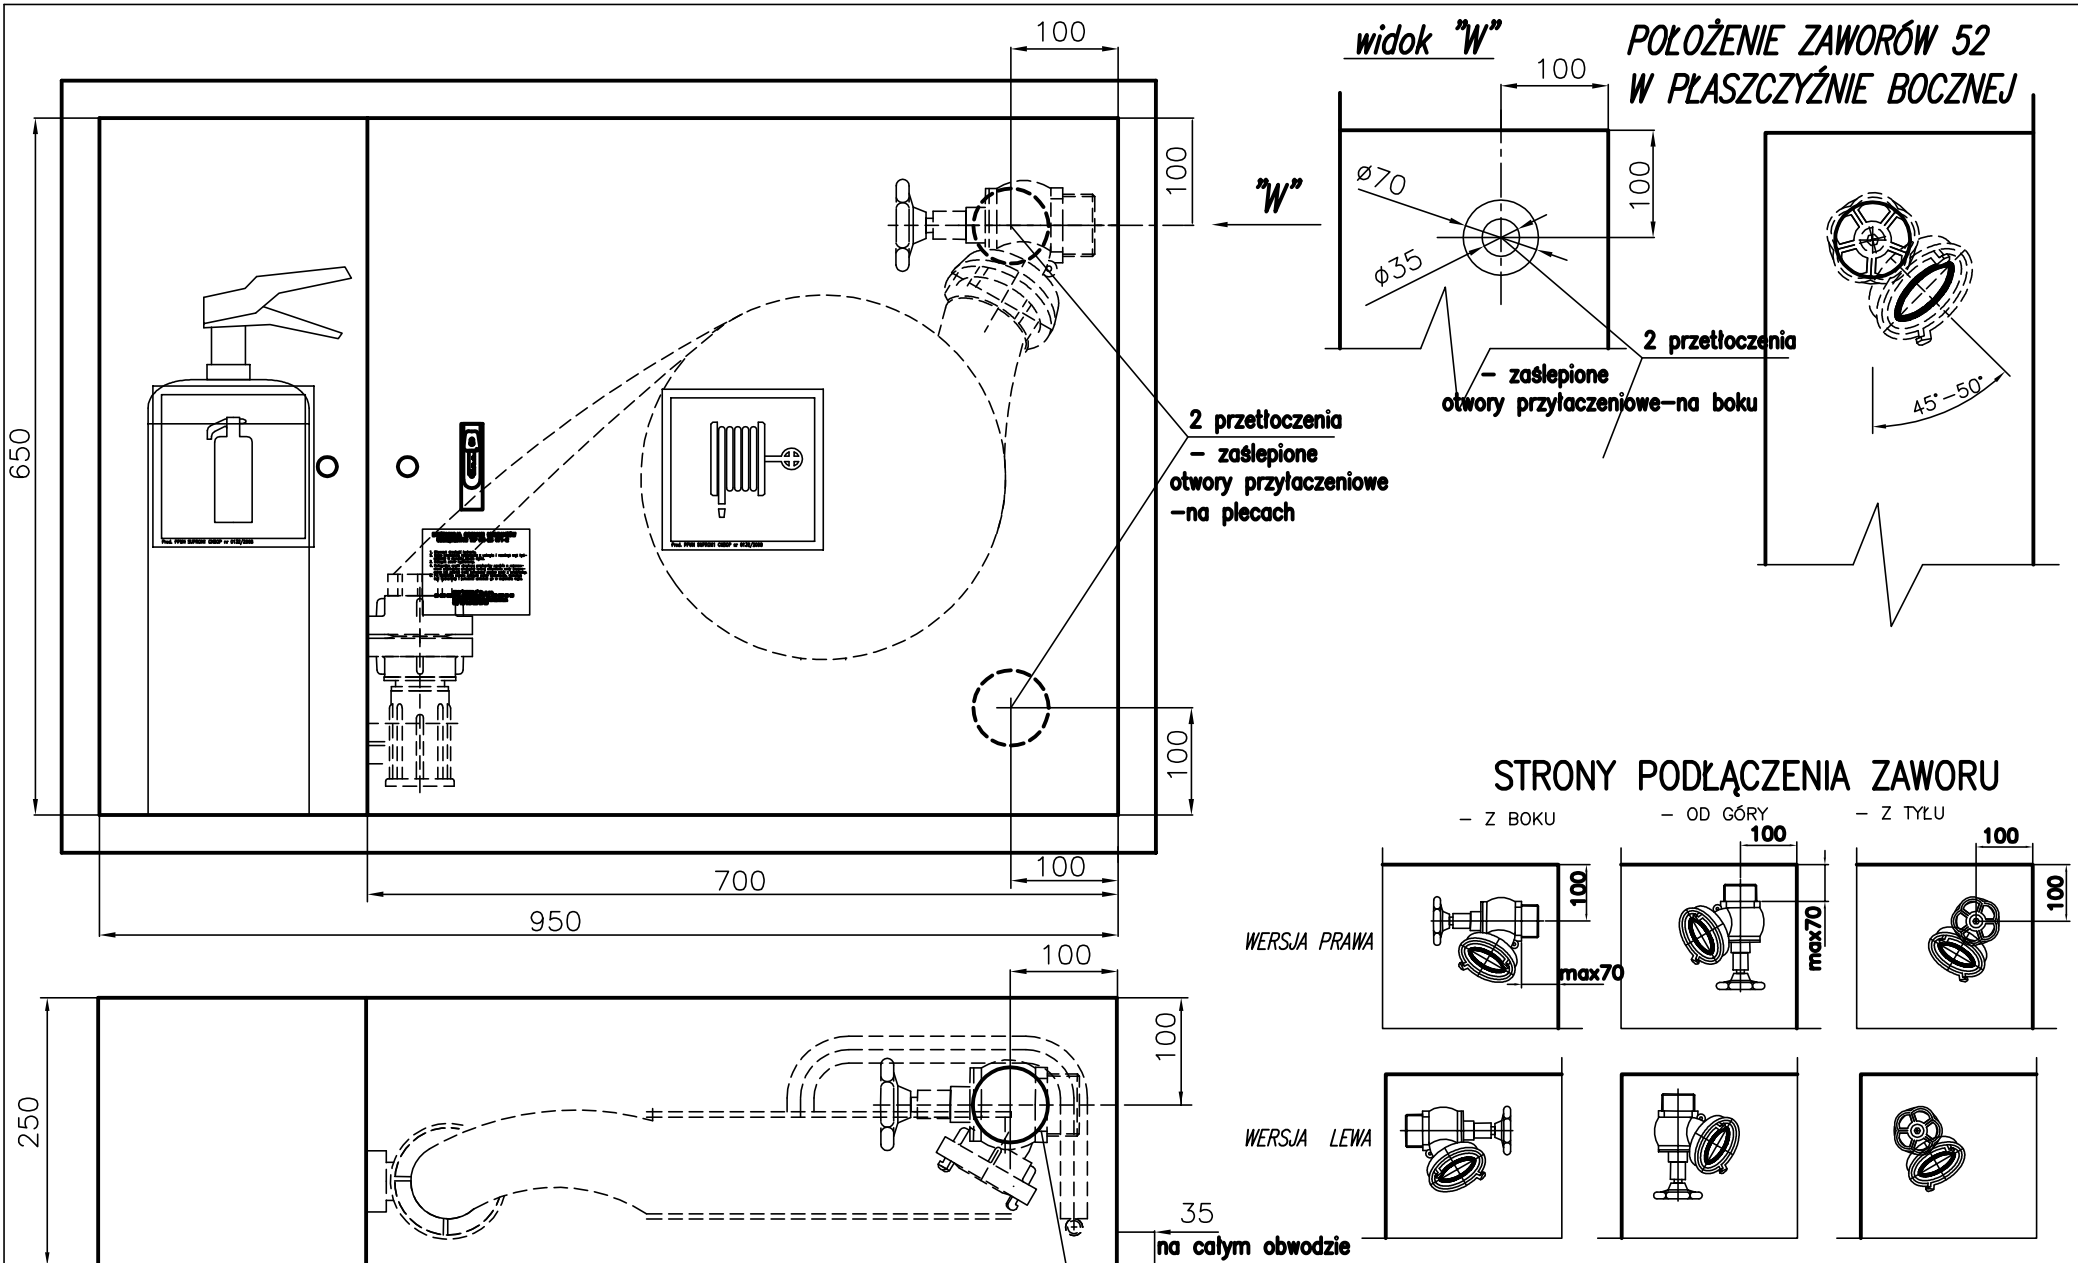 100
widok "W"
POŁOŻENIE ZAWORÓW 52
W PŁASZCZYŹNIE BOCZNEJ
100
100
"W"
ø70
100
ø35
2 przetłoczenia
- zaślepione
otwory przyłaczeniowe-na boku
45°-50°
2 przetłoczenia
- zaślepione
otwory przyłaczeniowe
-na plecach
650
100
STRONY PODŁĄCZENIA ZAWORU
- Z BOKU
- OD GÓRY
- Z TYŁU
100
700
950
WERSJA PRAWA
100
max70
100
max70
100
100
100
100
250
WERSJA LEWA
35
na całym obwodzie